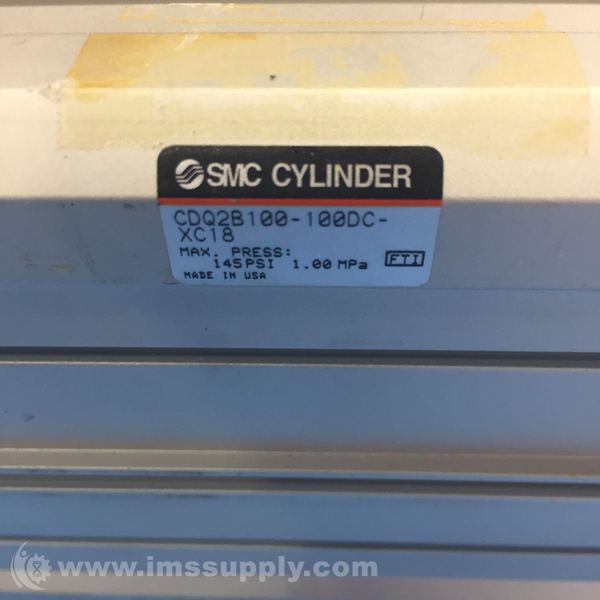 SMC CYLINDER
CDQ2B100-100DC-
XC18
MAX. PRESS:
145PSI 1.00 MPa FTI
MADE IN USA
www.imssupply.com